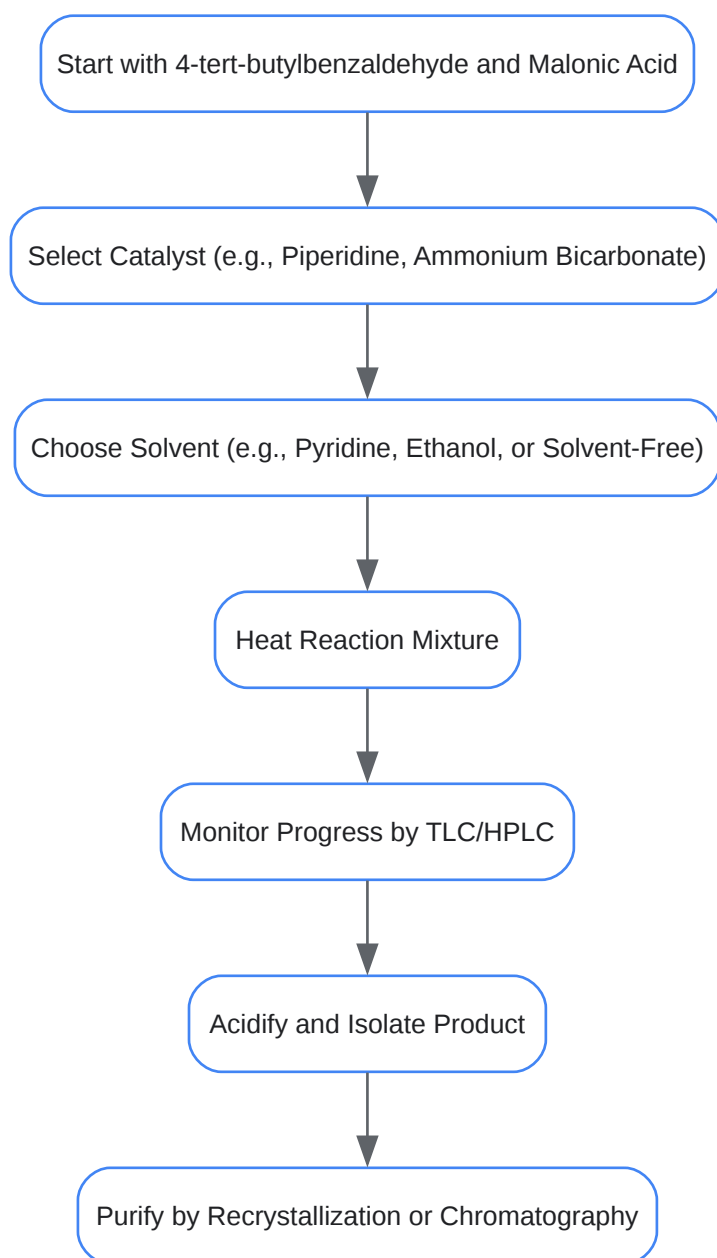 Start with 4-tert-butylbenzaldehyde and Malonic Acid
Select Catalyst (e.g., Piperidine, Ammonium Bicarbonate)
Choose Solvent (e.g., Pyridine, Ethanol, or Solvent-Free)
Heat Reaction Mixture
Monitor Progress by TLC/HPLC
Acidify and Isolate Product
Purify by Recrystallization or Chromatography